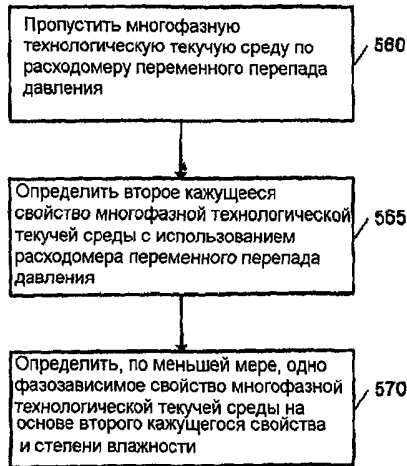 Пропустить многофазную
технологическую текучую среду по
расходомеру переменного перепада
давления
560
Определить второе кажущееся
свойство многофазной технологической
текучей среды с использованием
расходомера переменного перепада
давления
565
Определить, по меньшей мере, одно
фазозависимое свойство многофазной
технологической текучей среды на
основе второго кажущегося свойства
и степени влажности
570